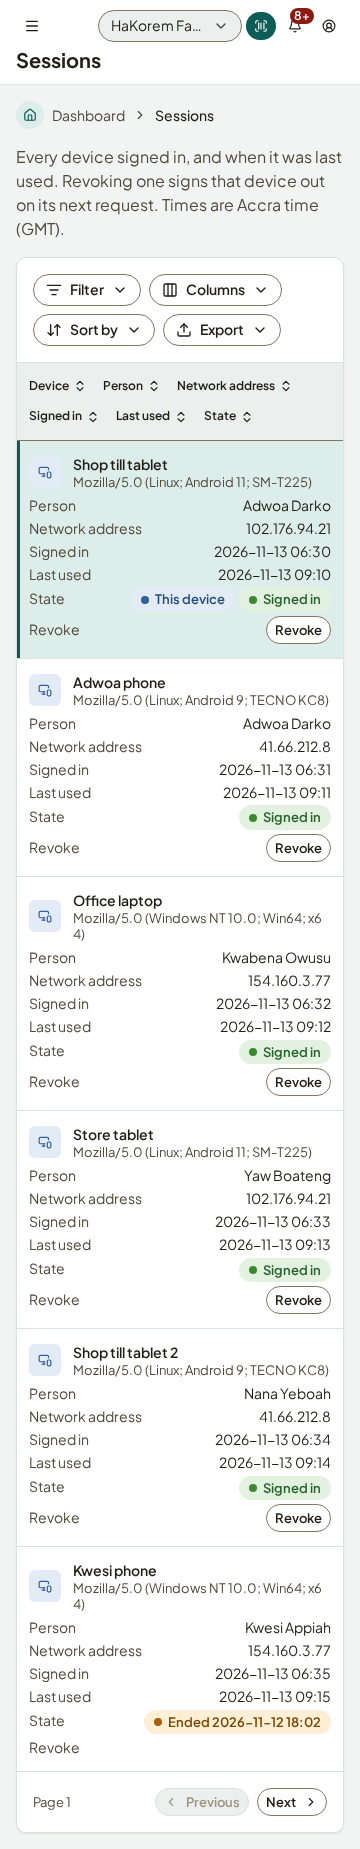 HaKorem Fa...
8+
Sessions
Dashboard > Sessions
Every device signed in, and when it was last
used. Revoking one signs that device out
on its next request. Times are Accra time
(GMT).
Filter Columns
Sort by Export
Device Person Network address
Signed in Last used State
Shop till tablet
Mozilla/5.0 (Linux; Android 11; SM-T225)
Person Adwoa Darko
Network address 102.176.94.21
Signed in 2026-11-13 06:30
Last used 2026-11-13 09:10
State This device Signed in
Revoke Revoke
Adwoa phone
Mozilla/5.0 (Linux; Android 9; TECNO KC8)
Person Adwoa Darko
Network address 41.66.212.8
Signed in 2026-11-13 06:31
Last used 2026-11-13 09:11
State Signed in
Revoke Revoke
Office laptop
Mozilla/5.0 (Windows NT 10.0; Win64; x6
4)
Person Kwabena Owusu
Network address 154.160.3.77
Signed in 2026-11-13 06:32
Last used 2026-11-13 09:12
State Signed in
Revoke Revoke
Store tablet
Mozilla/5.0 (Linux; Android 11; SM-T225)
Person Yaw Boateng
Network address 102.176.94.21
Signed in 2026-11-13 06:33
Last used 2026-11-13 09:13
State Signed in
Revoke Revoke
Shop till tablet 2
Mozilla/5.0 (Linux; Android 9; TECNO KC8)
Person Nana Yeboah
Network address 41.66.212.8
Signed in 2026-11-13 06:34
Last used 2026-11-13 09:14
State Signed in
Revoke Revoke
Kwesi phone
Mozilla/5.0 (Windows NT 10.0; Win64; x6
4)
Person Kwesi Appiah
Network address 154.160.3.77
Signed in 2026-11-13 06:35
Last used 2026-11-13 09:15
State Ended 2026-11-12 18:02
Revoke
Page 1 Previous Next